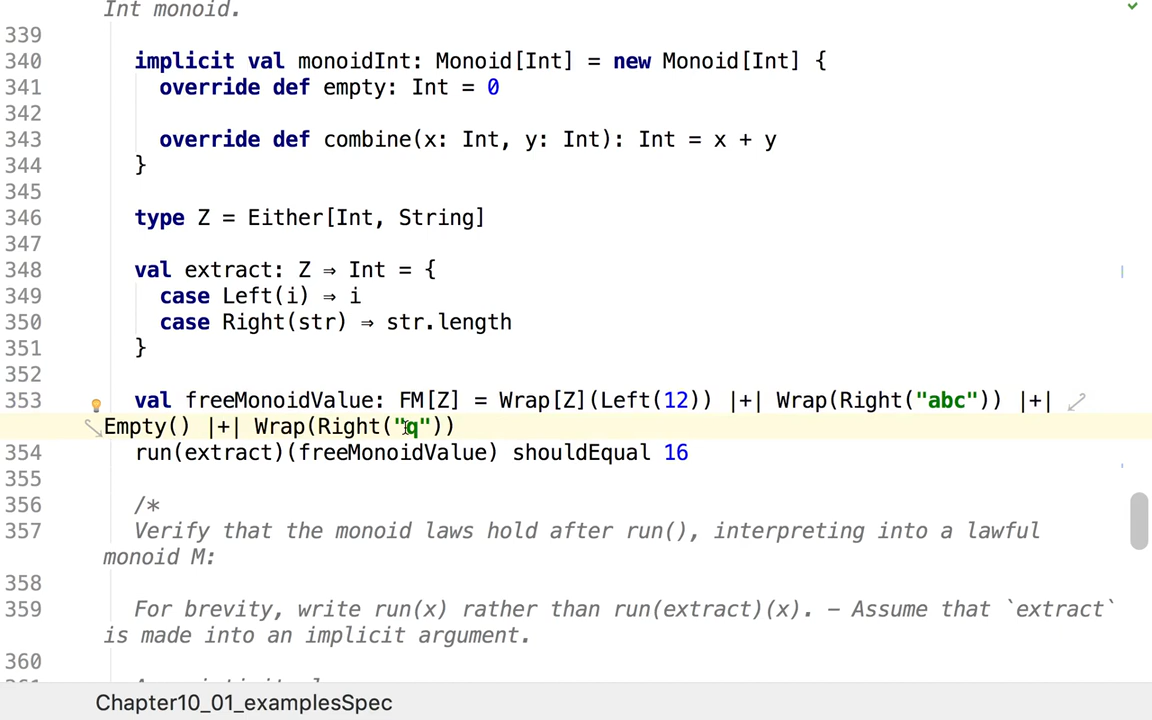 Int monoid.
339
340 implicit val monoidInt: Monoid[Int] = new Monoid[Int] {
341 override def empty: Int = 0
342
343 override def combine(x: Int, y: Int): Int = x + y
344 }
345
346 type Z = Either[Int, String]
347
348 val extract: Z ⇒ Int = {
349 case Left(i) ⇒ i
350 case Right(str) ⇒ str.length
351 }
352
353 val freeMonoidValue: FM[Z] = Wrap[Z](Left(12)) |+| Wrap(Right("abc")) |+|
Empty() |+| Wrap(Right("q"))
354 run(extract)(freeMonoidValue) shouldEqual 16
355
356 /*
357 Verify that the monoid laws hold after run(), interpreting into a lawful
monoid M:
358
359 For brevity, write run(x) rather than run(extract)(x). – Assume that `extract`
is made into an implicit argument.
360
Chapter10_01_examplesSpec